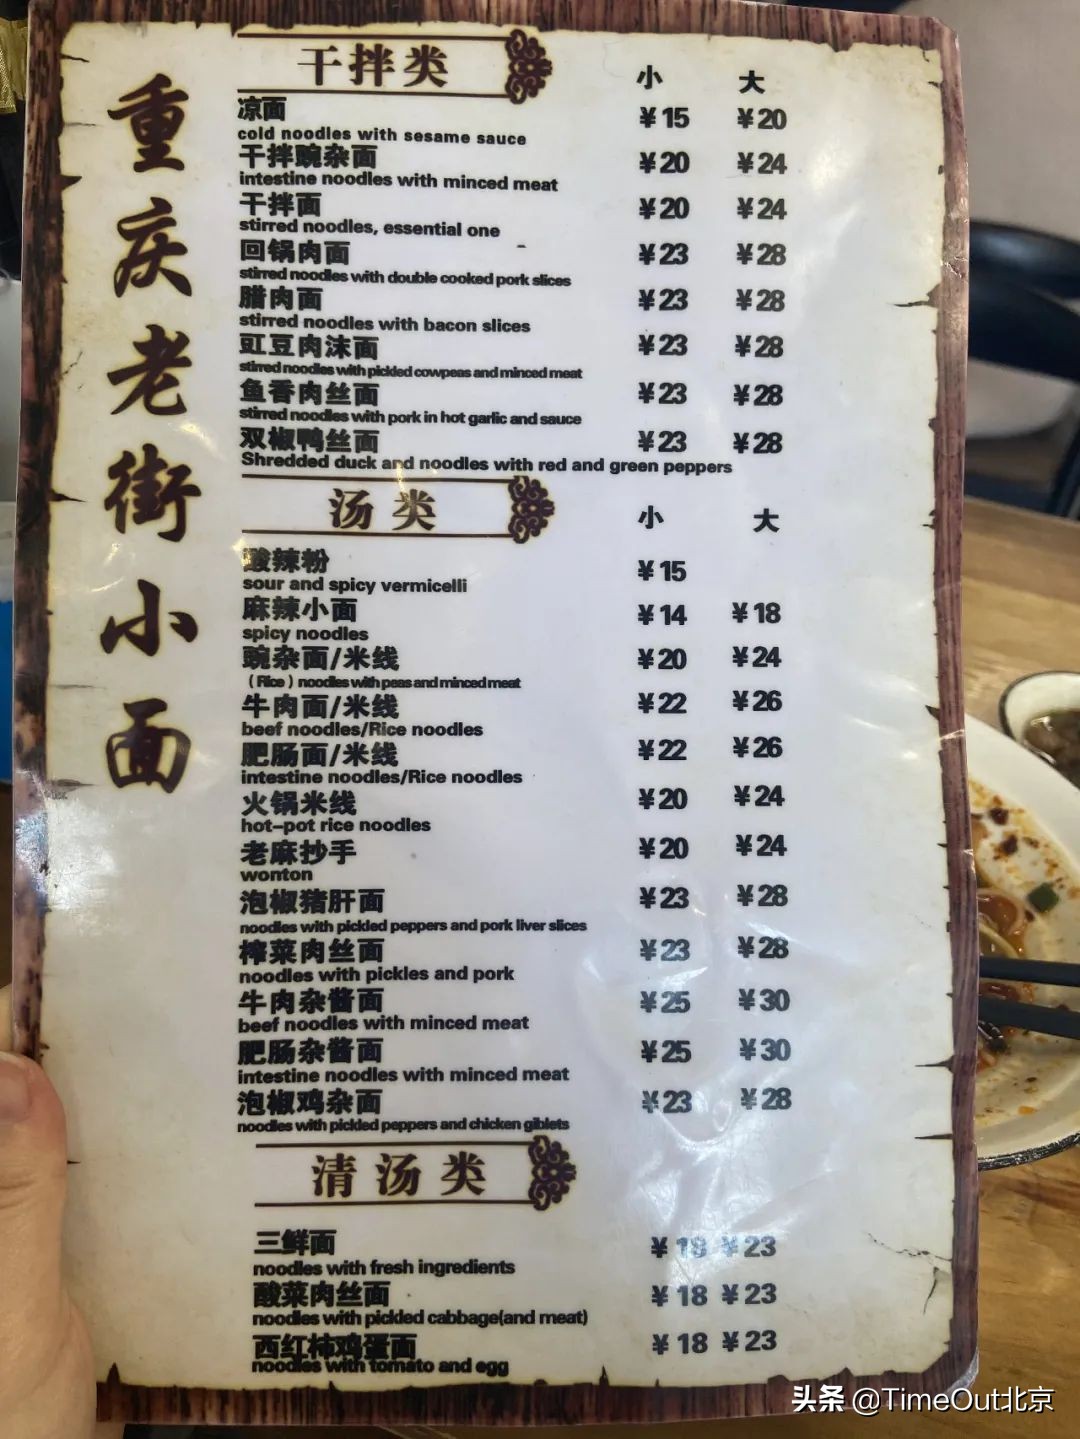 重庆老街小面
干拌类
小 大
凉面 ¥15 ¥20
cold noodles with sesame sauce
干拌豌杂面 ¥20 ¥24
intestine noodles with minced meat
干拌面 ¥20 ¥24
stirred noodles, essential one
回锅肉面 ¥23 ¥28
stirred noodles with double cooked pork slices
腊肉面 ¥23 ¥28
stirred noodles with bacon slices
豇豆肉沫面 ¥23 ¥28
stirred noodles with pickled cowpeas and minced meat
鱼香肉丝面 ¥23 ¥28
stirred noodles with pork in hot garlic and sauce
双椒鸭丝面 ¥23 ¥28
Shredded duck and noodles with red and green peppers
汤类
小 大
酸辣粉 ¥15
sour and spicy vermicelli
麻辣小面 ¥14 ¥18
spicy noodles
豌杂面/米线 ¥20 ¥24
(Rice) noodles with peas and minced meat
牛肉面/米线 ¥22 ¥26
beef noodles/Rice noodles
肥肠面/米线 ¥22 ¥26
intestine noodles/Rice noodles
火锅米线 ¥20 ¥24
hot-pot rice noodles
老麻抄手 ¥20 ¥24
wonton
泡椒猪肝面 ¥23 ¥28
noodles with pickled peppers and pork liver slices
榨菜肉丝面 ¥23 ¥28
noodles with pickles and pork
牛肉杂酱面 ¥25 ¥30
beef noodles with minced meat
肥肠杂酱面 ¥25 ¥30
intestine noodles with minced meat
泡椒鸡杂面 ¥23 ¥28
noodles with pickled peppers and chicken giblets
清汤类
三鲜面 ¥18 ¥23
noodles with fresh ingredients
酸菜肉丝面 ¥18 ¥23
noodles with pickled cabbage(and meat)
西红柿鸡蛋面 ¥18 ¥23
noodles with tomato and egg
头条 @TimeOut北京